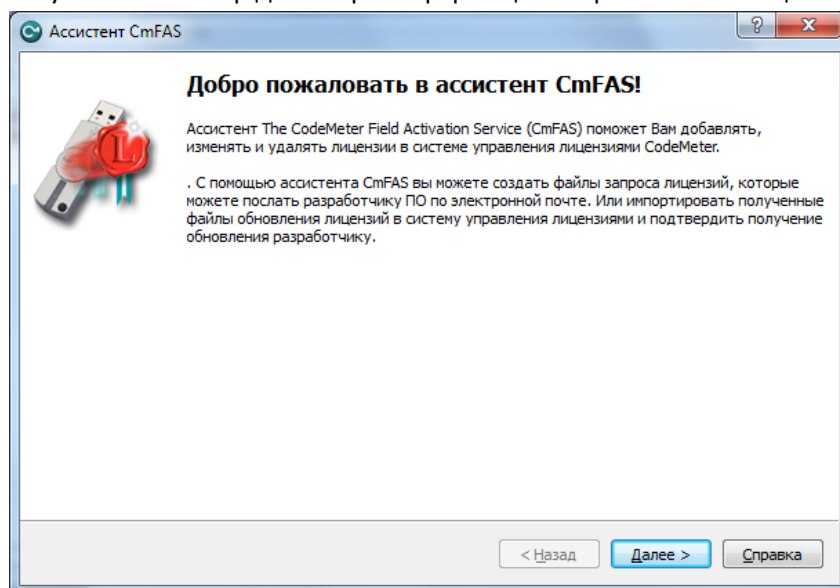 Ассистент CmFAS
Добро пожаловать в ассистент CmFAS!
Ассистент The CodeMeter Field Activation Service (CmFAS) поможет Вам добавлять,
изменять и удалять лицензии в системе управления лицензиями CodeMeter.
. С помощью ассистента CmFAS вы можете создать файлы запроса лицензий, которые
можете послать разработчику ПО по электронной почте. Или импортировать полученные
файлы обновления лицензий в систему управления лицензиями и подтвердить получение
обновления разработчику.
< Назад Далее > Справка